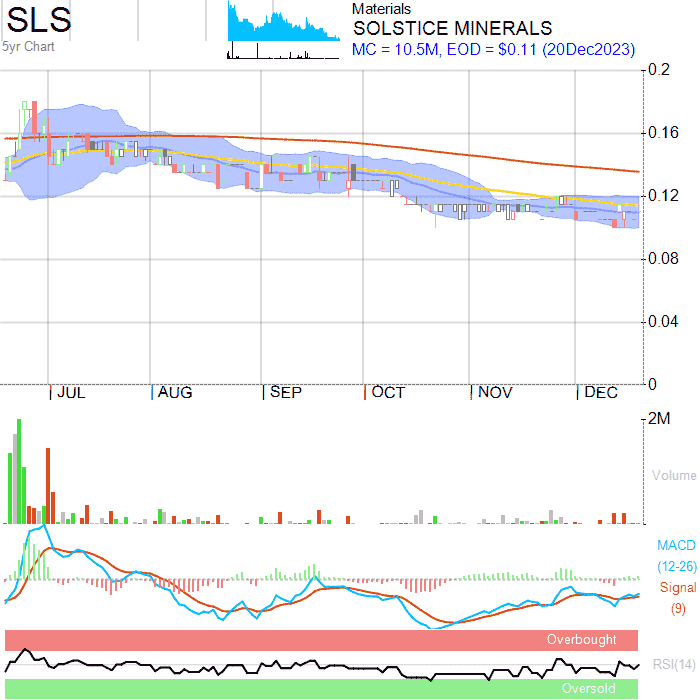 SLS
5yr Chart
Materials
SOLSTICE MINERALS
MC = 10.5M, EOD = $0.11 (20Dec2023)
0.2
0.16
0.12
0.08
0.04
0
JUL AUG SEP OCT NOV DEC
2M
Volume
MACD
(12-26)
Signal
(9)
Overbought
RSI(14)
Oversold